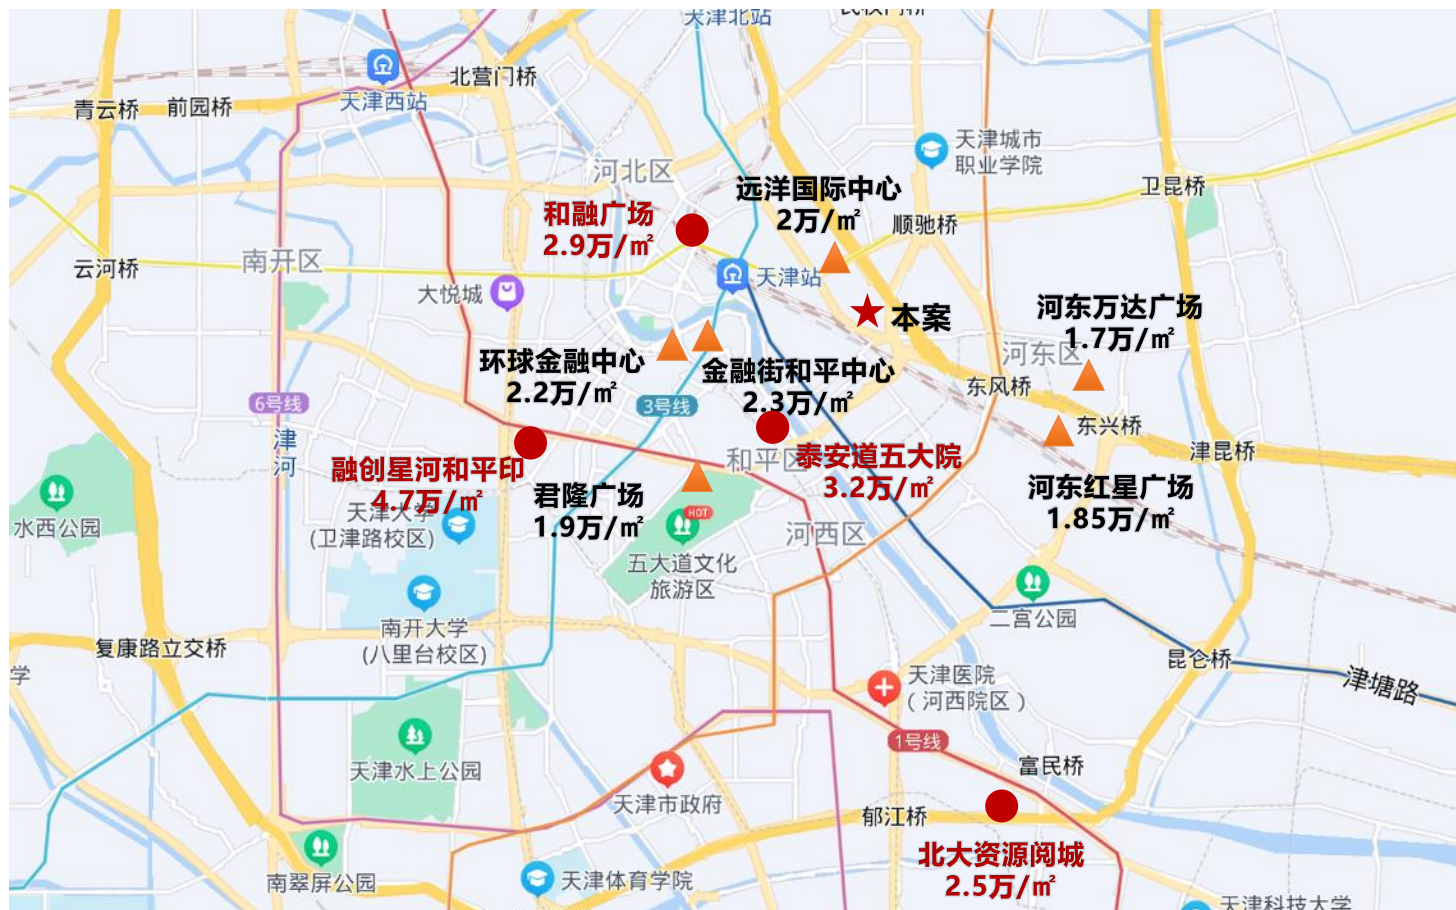 天津北站
北营门桥
天津西站
青云桥
前园桥
天津城市
职业学院
河北区
远洋国际中心
2万/㎡
卫昆桥
和融广场
2.9万/㎡
顺驰桥
南开区
云河桥
天津站
大悦城
本案
河东万达广场
1.7万/㎡
河东区
环球金融中心
2.2万/㎡
金融街和平中心
2.3万/㎡
东风桥
6号线
3号线
东兴桥
津河
津昆桥
和平区
泰安道五大院
3.2万/㎡
融创星河和平印
4.7万/㎡
君隆广场
1.9万/㎡
河东红星广场
1.85万/㎡
天津大学
(卫津路校区)
水西公园
HOT
河西区
五大道文化
旅游区
二宫公园
南开大学
(八里台校区)
复康路立交桥
学
昆仑桥
津塘路
天津医院
（河西院区）
1号线
天津水上公园
富民桥
天津市政府
郁江桥
北大资源阅城
2.5万/㎡
南翠屏公园
天津体育学院
天津科技大学